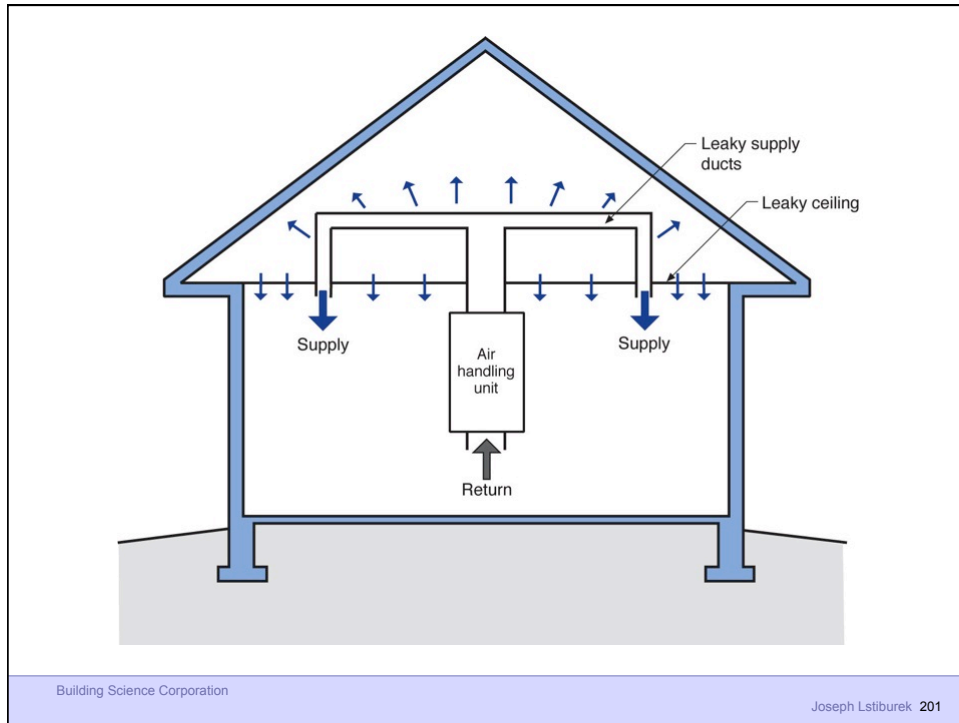 Leaky supply
ducts
Leaky ceiling
Supply
Supply
Air
handling
unit
Return
Building Science Corporation
Joseph Lstiburek 201